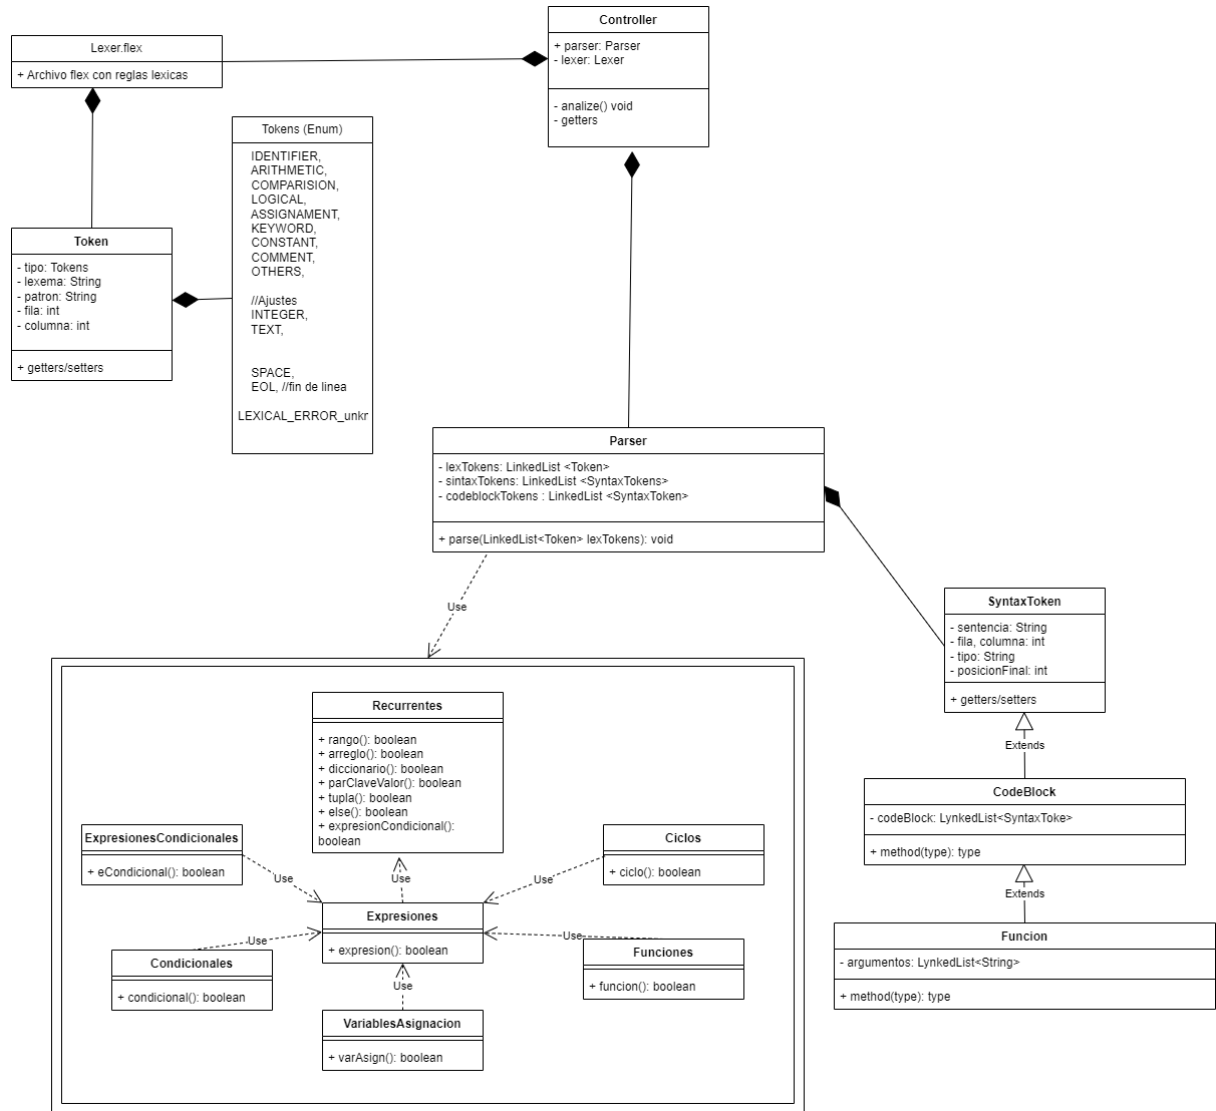 Controller
+ parser: Parser
- lexer: Lexer
- analize() void
- getters
Lexer.flex
+ Archivo flex con reglas lexicas
Tokens (Enum)
IDENTIFIER,
ARITHMETIC,
COMPARISION,
LOGICAL,
ASSIGNAMENT,
KEYWORD,
CONSTANT,
COMMENT,
OTHERS,
//Ajustes
INTEGER,
TEXT,
SPACE,
EOL, //fin de linea
LEXICAL_ERROR_unkr
Token
- tipo: Tokens
- lexema: String
- patron: String
- fila: int
- columna: int
+ getters/setters
Parser
- lexTokens: LinkedList <Token>
- sintaxTokens: LinkedList <SyntaxTokens>
- codeblockTokens : LinkedList <SyntaxToken>
+ parse(LinkedList<Token> lexTokens): void
Use
SyntaxToken
- sentencia: String
- fila, columna: int
- tipo: String
- posicionFinal: int
+ getters/setters
Extends
CodeBlock
- codeBlock: LynkedList<SyntaxToke>
+ method(type): type
Extends
Funcion
- argumentos: LynkedList<String>
+ method(type): type
Recurrentes
+ rango(): boolean
+ arreglo(): boolean
+ diccionario(): boolean
+ parClaveValor(): boolean
+ tupla(): boolean
+ else(): boolean
+ expresionCondicional():
boolean
ExpresionesCondicionales
+ eCondicional(): boolean
Use
Use
Use
Ciclos
+ ciclo(): boolean
Expresiones
+ expresion(): boolean
Use
Use
Condicionales
+ condicional(): boolean
Funciones
+ funcion(): boolean
Use
VariablesAsignacion
+ varAsign(): boolean